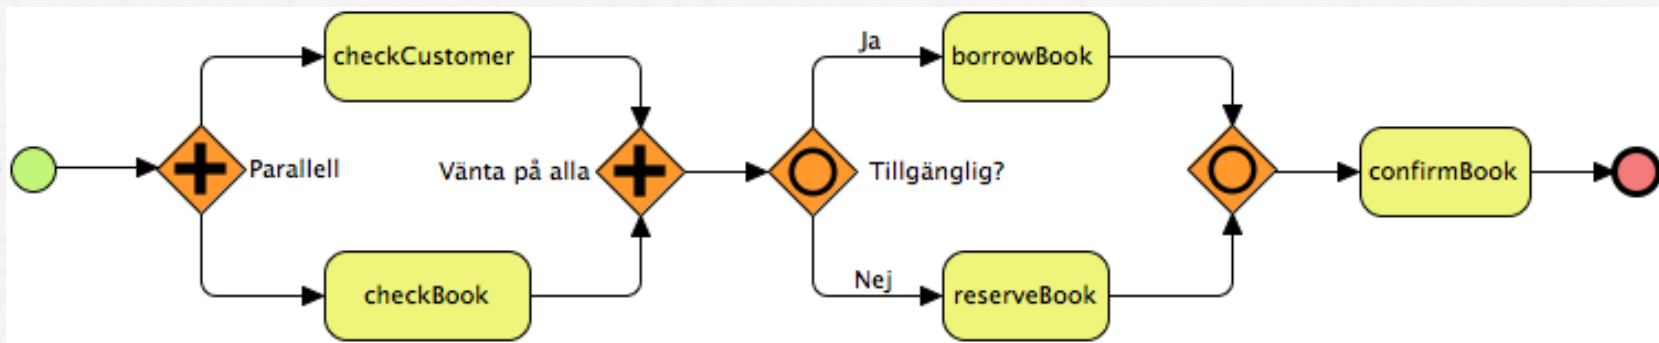 checkCustomer
Parallell
checkBook
Vänta på alla
Tillgänglig?
Ja
borrowBook
Nej
reserveBook
confirmBook